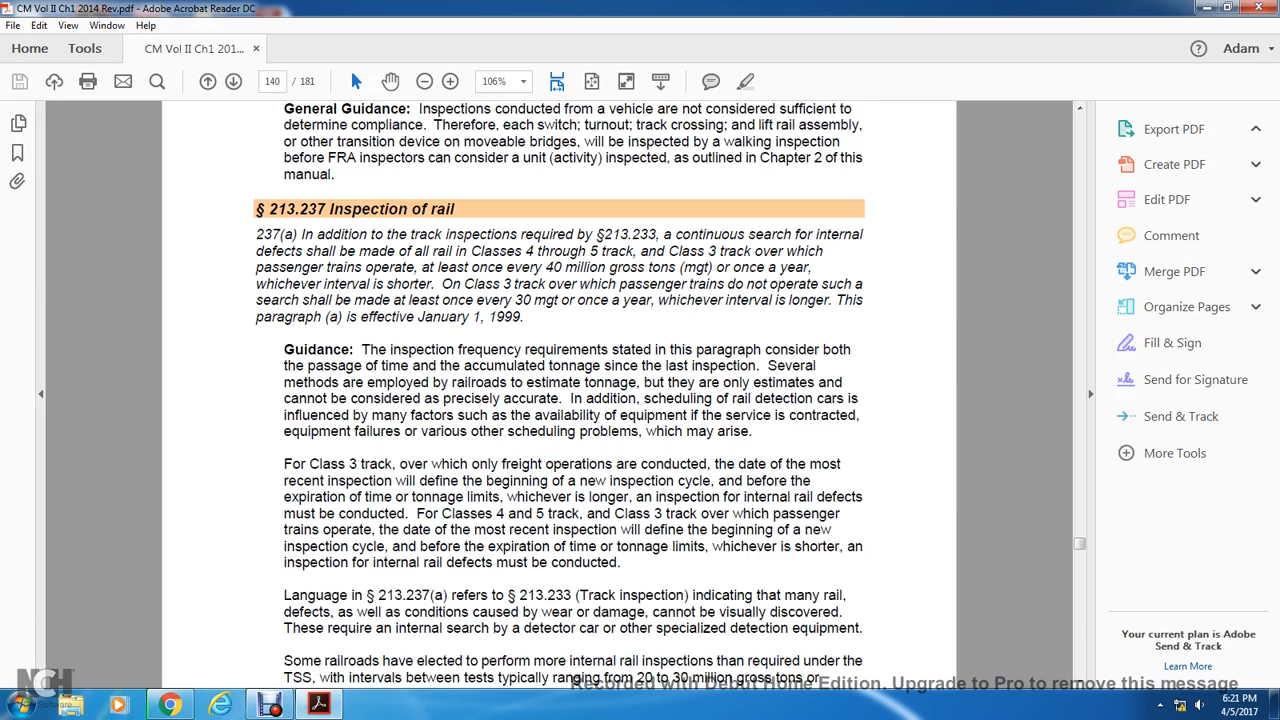 CM Vol II Ch1 2014 Rev.pdf - Adobe Acrobat Reader DC
File Edit View Window Help
Home Tools CM Vol II Ch1 201... × Adam
140 / 181 106%
General Guidance: Inspections conducted from a vehicle are not considered sufficient to
determine compliance. Therefore, each switch; turnout; track crossing; and lift rail assembly,
or other transition device on moveable bridges, will be inspected by a walking inspection
before FRA inspectors can consider a unit (activity) inspected, as outlined in Chapter 2 of this
manual.
§ 213.237 Inspection of rail
237(a) In addition to the track inspections required by §213.233, a continuous search for internal
defects shall be made of all rail in Classes 4 through 5 track, and Class 3 track over which
passenger trains operate, at least once every 40 million gross tons (mgt) or once a year,
whichever interval is shorter. On Class 3 track over which passenger trains do not operate such a
search shall be made at least once every 30 mgt or once a year, whichever interval is longer. This
paragraph (a) is effective January 1, 1999.
Guidance: The inspection frequency requirements stated in this paragraph consider both
the passage of time and the accumulated tonnage since the last inspection. Several
methods are employed by railroads to estimate tonnage, but they are only estimates and
cannot be considered as precisely accurate. In addition, scheduling of rail detection cars is
influenced by many factors such as the availability of equipment if the service is contracted,
equipment failures or various other scheduling problems, which may arise.
For Class 3 track, over which only freight operations are conducted, the date of the most
recent inspection will define the beginning of a new inspection cycle, and before the
expiration of time or tonnage limits, whichever is longer, an inspection for internal rail defects
must be conducted. For Classes 4 and 5 track, and Class 3 track over which passenger
trains operate, the date of the most recent inspection will define the beginning of a new
inspection cycle, and before the expiration of time or tonnage limits, whichever is shorter, an
inspection for internal rail defects must be conducted.
Language in § 213.237(a) refers to § 213.233 (Track inspection) indicating that many rail,
defects, as well as conditions caused by wear or damage, cannot be visually discovered.
These require an internal search by a detector car or other specialized detection equipment.
Some railroads have elected to perform more internal rail inspections than required under the
TSS, with intervals between tests typically ranging from 20 to 30 million gross tons or
Export PDF
Create PDF
Edit PDF
Comment
Merge PDF
Organize Pages
Fill & Sign
Send for Signature
Send & Track
More Tools
Your current plan is Adobe
Send & Track
Learn More
Recorded with Debut Home Edition. Upgrade to Pro to remove this message
NCH
Software
6:21 PM
4/5/2017